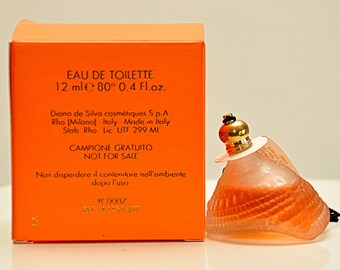 EAU DE TOILETTE
12 ml e 80° 0.4 Fl.oz.
Diana de Silva cosmétiques S.p.A.
Rho (Milano) Italy Made in Italy
Stab. Rho Lic. UTF 299 MI
CAMPIONE GRATUITO
NOT FOR SALE
Non disperdere il contenitore nell'ambiente
dopo l'uso